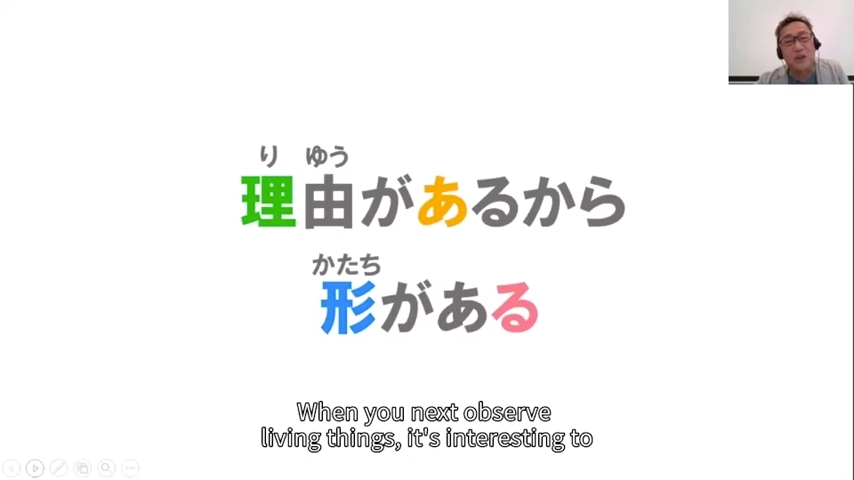 り ゆう
理由があるから
かたち
形がある
When you next observe
living things, it's interesting to